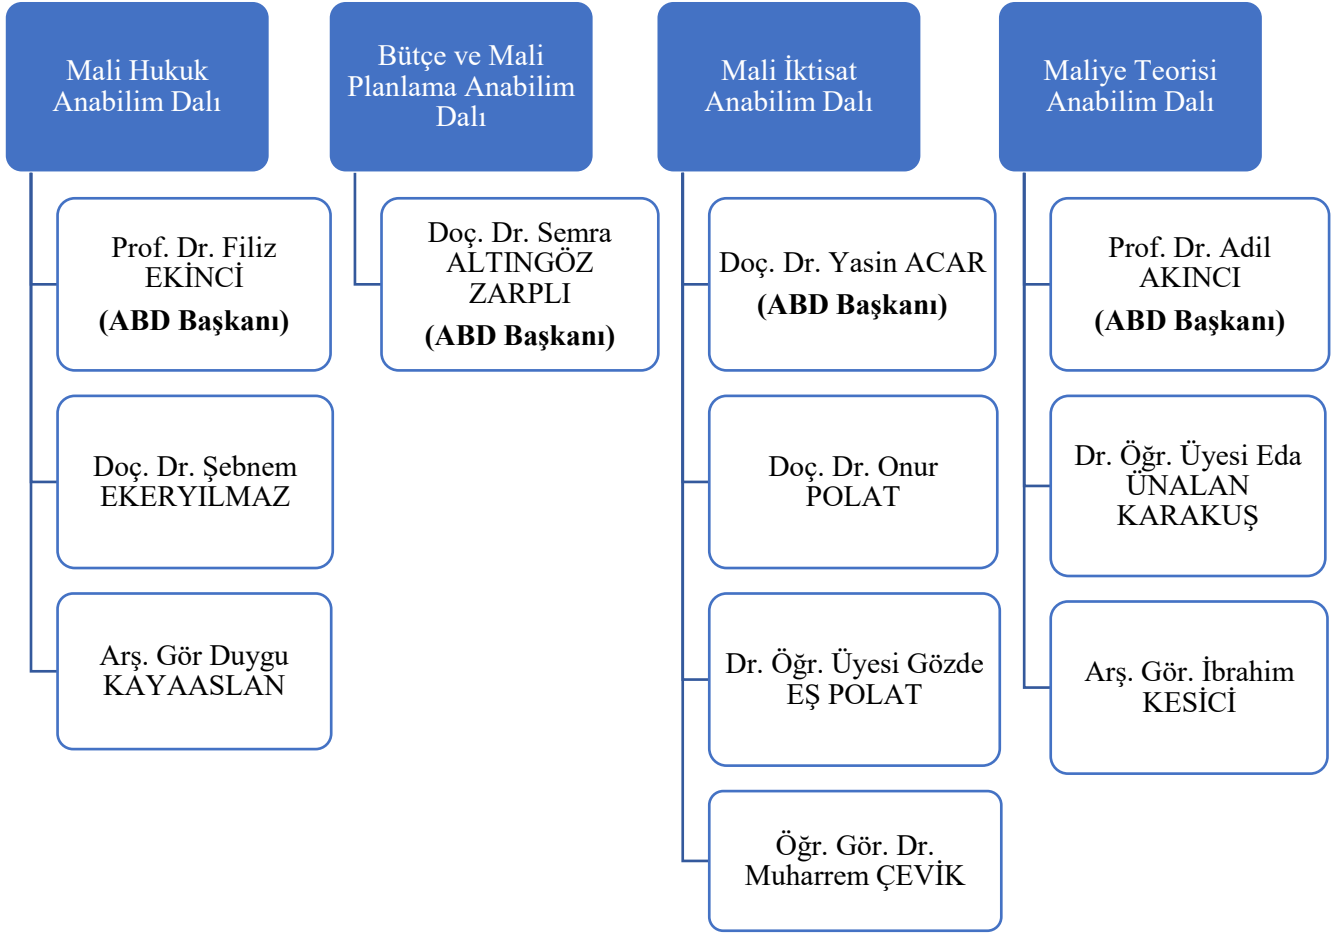 Mali Hukuk
Anabilim Dalı
Prof. Dr. Filiz
EKİNCİ
(ABD Başkanı)
Doç. Dr. Şebnem
EKERYILMAZ
Arş. Gör Duygu
KAYAASLAN
Bütçe ve Mali
Planlama Anabilim
Dalı
Doç. Dr. Semra
ALTINGÖZ
ZARPLI
(ABD Başkanı)
Mali İktisat
Anabilim Dalı
Doç. Dr. Yasin ACAR
(ABD Başkanı)
Doç. Dr. Onur
POLAT
Dr. Öğr. Üyesi Gözde
EŞ POLAT
Öğr. Gör. Dr.
Muharrem ÇEVİK
Maliye Teorisi
Anabilim Dalı
Prof. Dr. Adil
AKINCI
(ABD Başkanı)
Dr. Öğr. Üyesi Eda
ÜNALAN
KARAKUŞ
Arş. Gör. İbrahim
KESİCİ